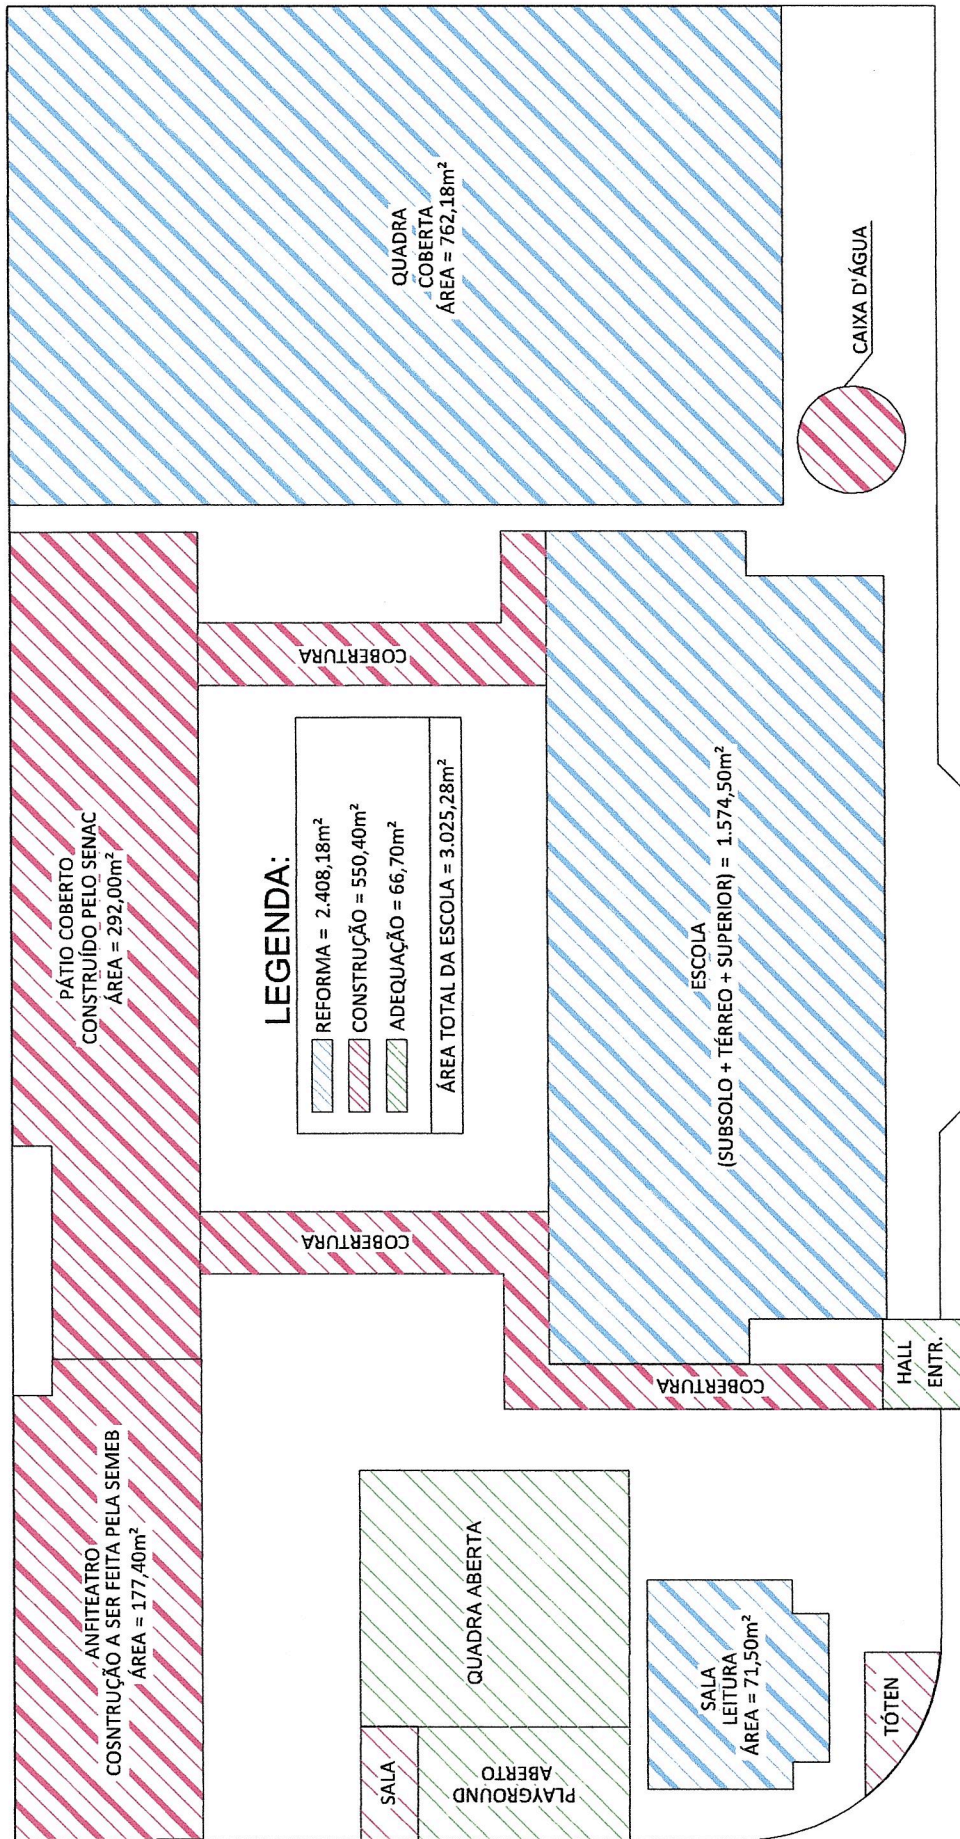 PÁTIO COBERTO
CONSTRUÍDO PELO SENAC
ÁREA = 292,00m²
ANFITEATRO
COSNTRUÇÃO A SER FEITA PELA SEMEB
ÁREA = 177,40m²
QUADRA
COBERTA
ÁREA = 762,18m²
COBERTURA
COBERTURA
LEGENDA:
REFORMA = 2.408,18m²
CONSTRUÇÃO = 550,40m²
ADEQUAÇÃO = 66,70m²
ÁREA TOTAL DA ESCOLA = 3.025,28m²
SALA
PLAYGROUND
ABERTO
QUADRA ABERTA
COBERTURA
ESCOLA
(SUBSOLO + TÉRREO + SUPERIOR) = 1.574,50m²
SALA
LEITURA
ÁREA = 71,50m²
TÓTEN
HALL
ENTR.
CAIXA D'ÁGUA